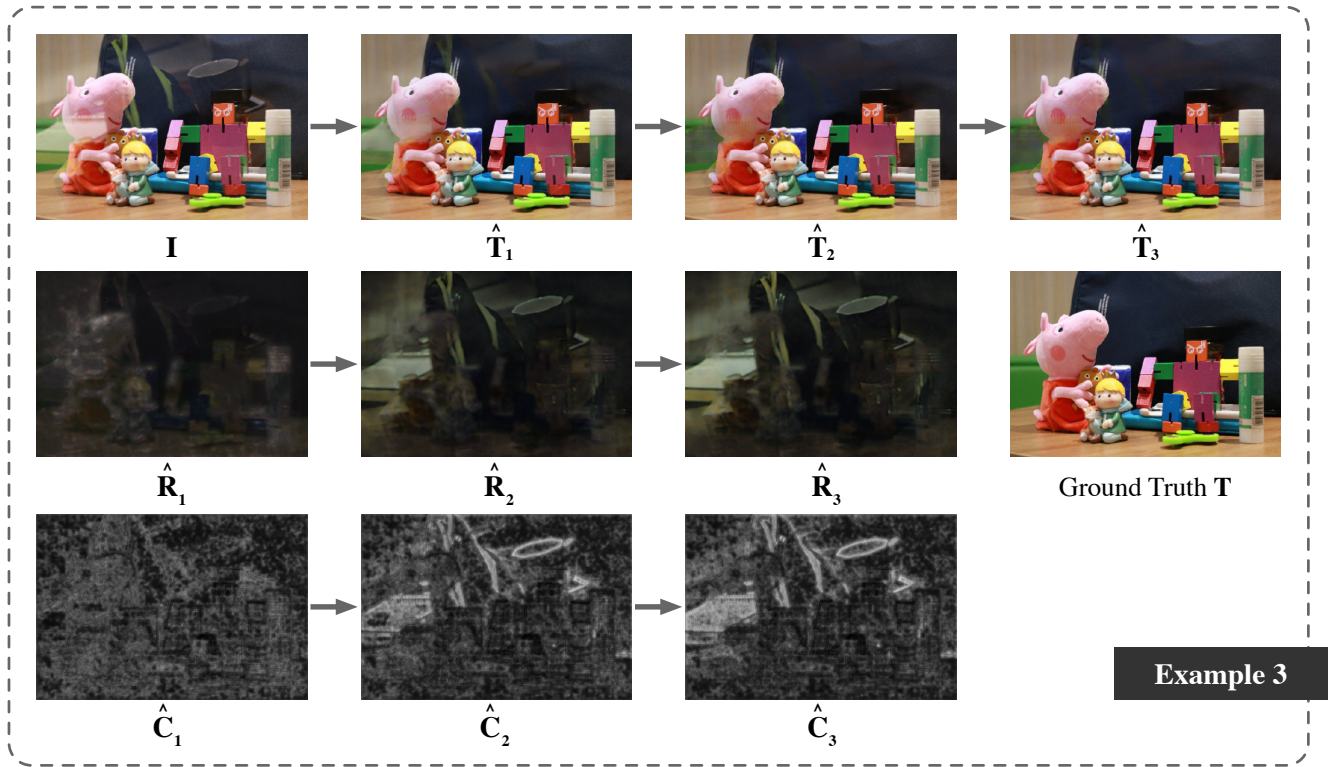 I
T̂₁
T̂₂
T̂₃
R̂₁
R̂₂
R̂₃
Ground Truth T
Ĉ₁
Ĉ₂
Ĉ₃
Example 3